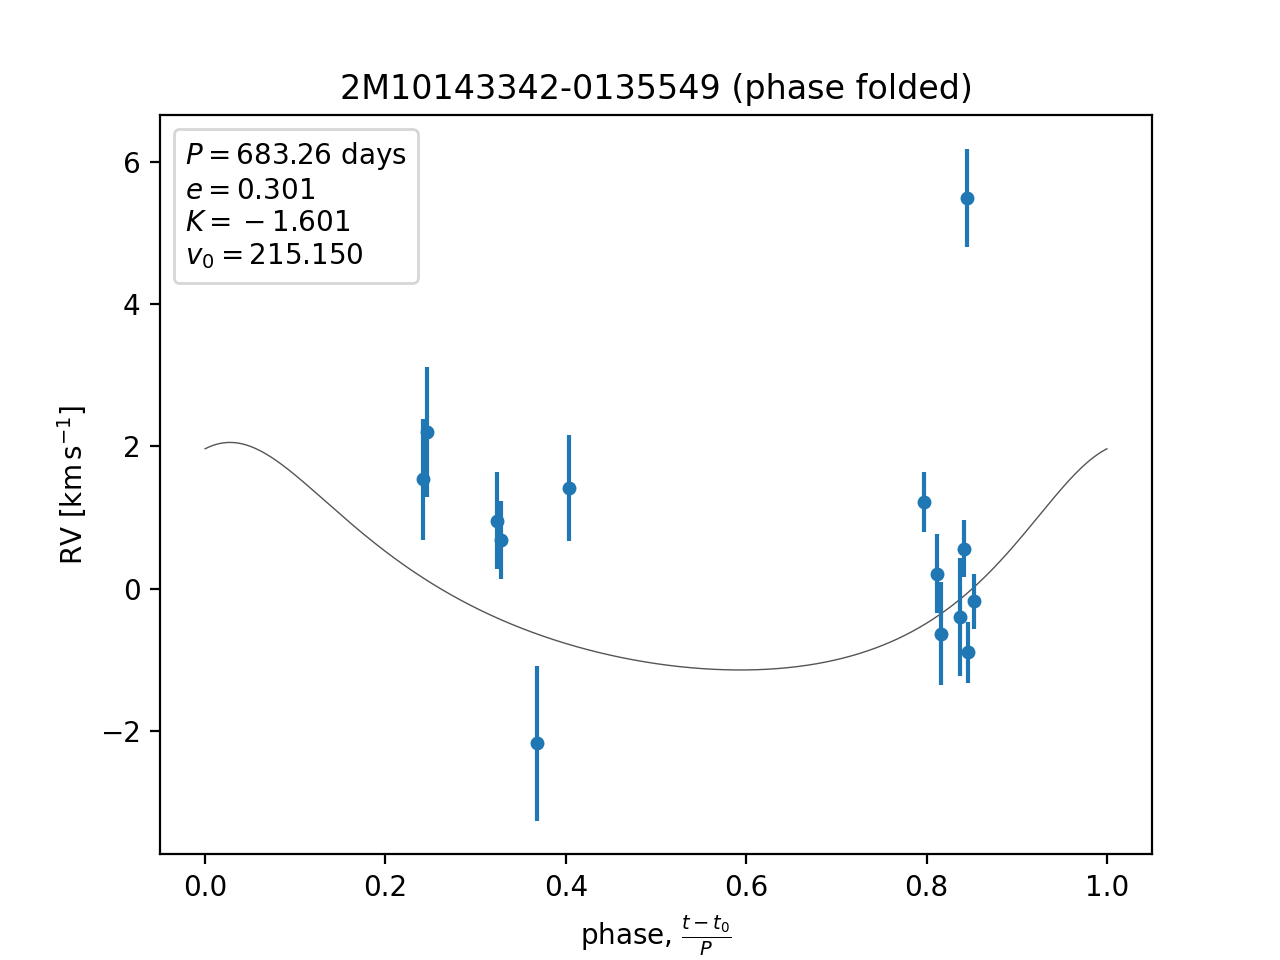 2M10143342-0135549 (phase folded)
P = 683.26 days
e = 0.301
K = −1.601
v₀ = 215.150
6
4
2
0
−2
RV [km s⁻¹]
0.0 0.2 0.4 0.6 0.8 1.0
phase, (t − t₀)/P